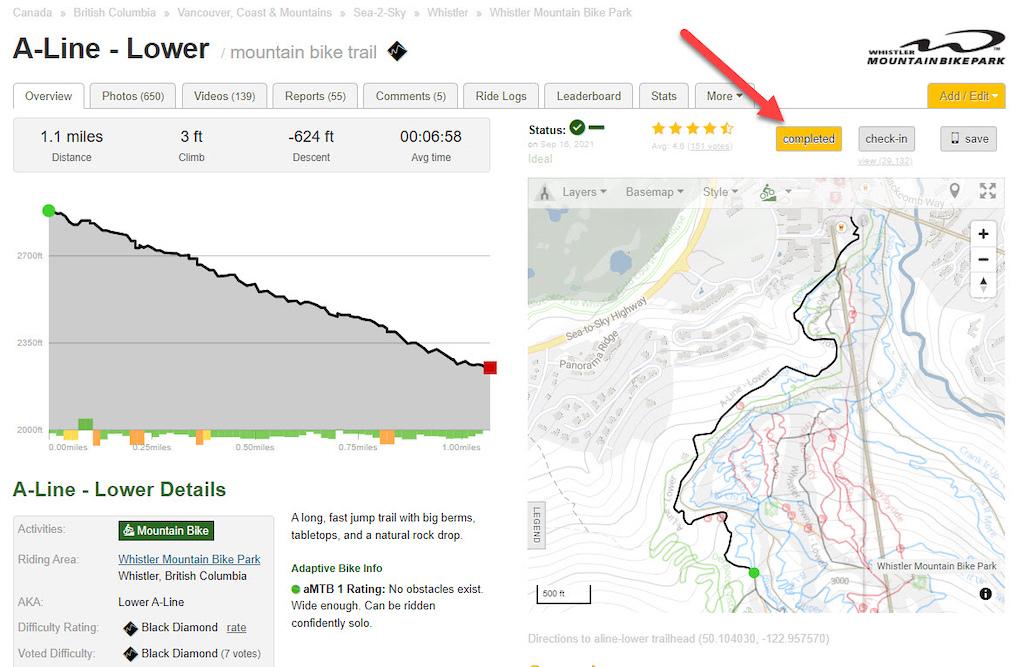 Canada » British Columbia » Vancouver, Coast & Mountains » Sea-2-Sky » Whistler » Whistler Mountain Bike Park
A-Line - Lower / mountain bike trail
WHISTLER
MOUNTAINBIKEPARK
Overview Photos (650) Videos (139) Reports (55) Comments (5) Ride Logs Leaderboard Stats More Add / Edit
1.1 miles 3 ft -624 ft 00:06:58
Distance Climb Descent Avg time
Status:
on Sep 16, 2021
Ideal
Avg: 4.6 (151 votes)
completed check-in save
view (29,132)
Layers Basemap Style
2700ft
2350ft
2000ft
0.00miles 0.25miles 0.50miles 0.75miles 1.00miles
Sea-to-Sky Highway
Panorama Ridge
A-Line - Lower
Crank It Up
Whistler Mountain Bike Park
3000
LEGEND
500 ft
+
−
A-Line - Lower Details
Activities: Mountain Bike
Riding Area: Whistler Mountain Bike Park
Whistler, British Columbia
AKA: Lower A-Line
Difficulty Rating: Black Diamond rate
Voted Difficulty: Black Diamond (7 votes)
A long, fast jump trail with big berms,
tabletops, and a natural rock drop.
Adaptive Bike Info
aMTB 1 Rating: No obstacles exist.
Wide enough. Can be ridden
confidently solo.
Directions to aline-lower trailhead (50.104030, -122.957570)